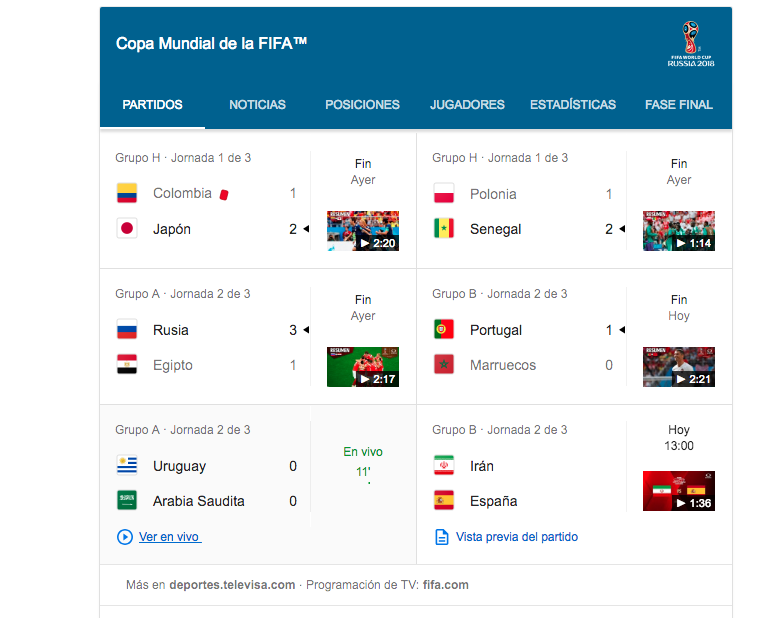 Copa Mundial de la FIFA™
FIFA WORLD CUP
RUSSIA 2018
PARTIDOS NOTICIAS POSICIONES JUGADORES ESTADÍSTICAS FASE FINAL
Grupo H · Jornada 1 de 3
Colombia 1
Japón 2
Fin
Ayer
RESUMEN
2:20
Grupo H · Jornada 1 de 3
Polonia 1
Senegal 2
Fin
Ayer
RESUMEN
1:14
Grupo A · Jornada 2 de 3
Rusia 3
Egipto 1
Fin
Ayer
RESUMEN
2:17
Grupo B · Jornada 2 de 3
Portugal 1
Marruecos 0
Fin
Hoy
RESUMEN
2:21
Grupo A · Jornada 2 de 3
Uruguay 0
Arabia Saudita 0
En vivo
11'
Ver en vivo
Grupo B · Jornada 2 de 3
Irán
España
Hoy
13:00
1:36
Vista previa del partido
Más en deportes.televisa.com · Programación de TV: fifa.com